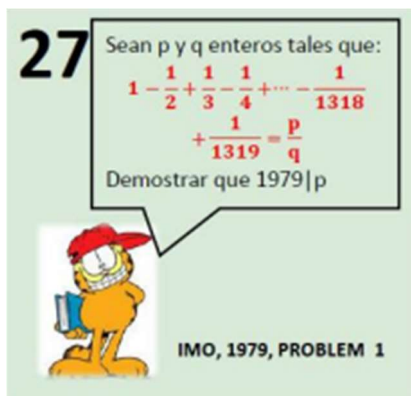 27
Sean p y q enteros tales que:
1 - 1/2 + 1/3 - 1/4 + ⋯ - 1/1318
+ 1/1319 = p/q
Demostrar que 1979|p
IMO, 1979, PROBLEM 1